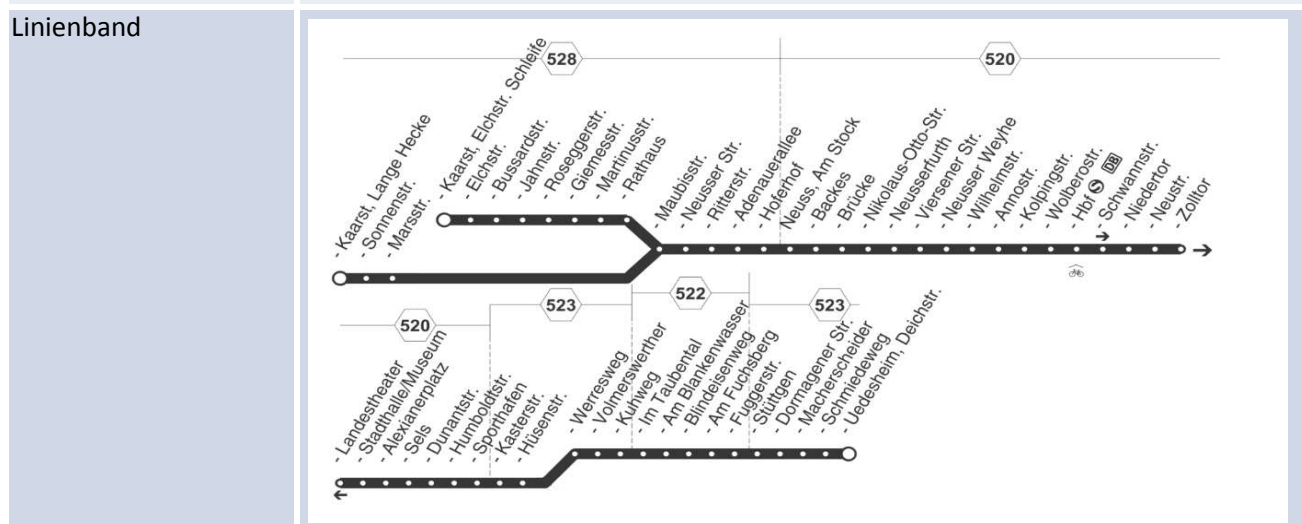 Linienband
528
520
- Kaarst, Lange Hecke
- Sonnenstr.
- Marsstr.
- Kaarst, Elchstr. Schleife
- Elchstr.
- Bussardstr.
- Jahnstr.
- Roseggerstr.
- Giemesstr.
- Martinusstr.
- Rathaus
- Maubisstr.
- Neusser Str.
- Ritterstr.
- Adenauerallee
- Hoferhof
- Neuss, Am Stock
- Backes
- Brücke
- Nikolaus-Otto-Str.
- Neusserfurth
- Viersener Str.
- Neusser Weyhe
- Wilhelmstr.
- Annostr.
- Kolpingstr.
- Wolberostr.
- Hbf S DB
- Schwannstr.
- Niedertor
- Neustr.
- Zolltor
520
523
522
523
- Landestheater
- Stadthalle/Museum
- Alexianerplatz
- Sels
- Dunantstr.
- Humboldtstr.
- Sporthafen
- Kasterstr.
- Hüsenstr.
- Werresweg
- Volmerswerther
- Kuhweg
- Im Taubental
- Am Blankenwasser
- Blindeisenweg
- Am Fuchsberg
- Fuggerstr.
- Stüttgen
- Dormagener Str.
- Macherscheider
- Schmiedeweg
- Uedesheim, Deichstr.